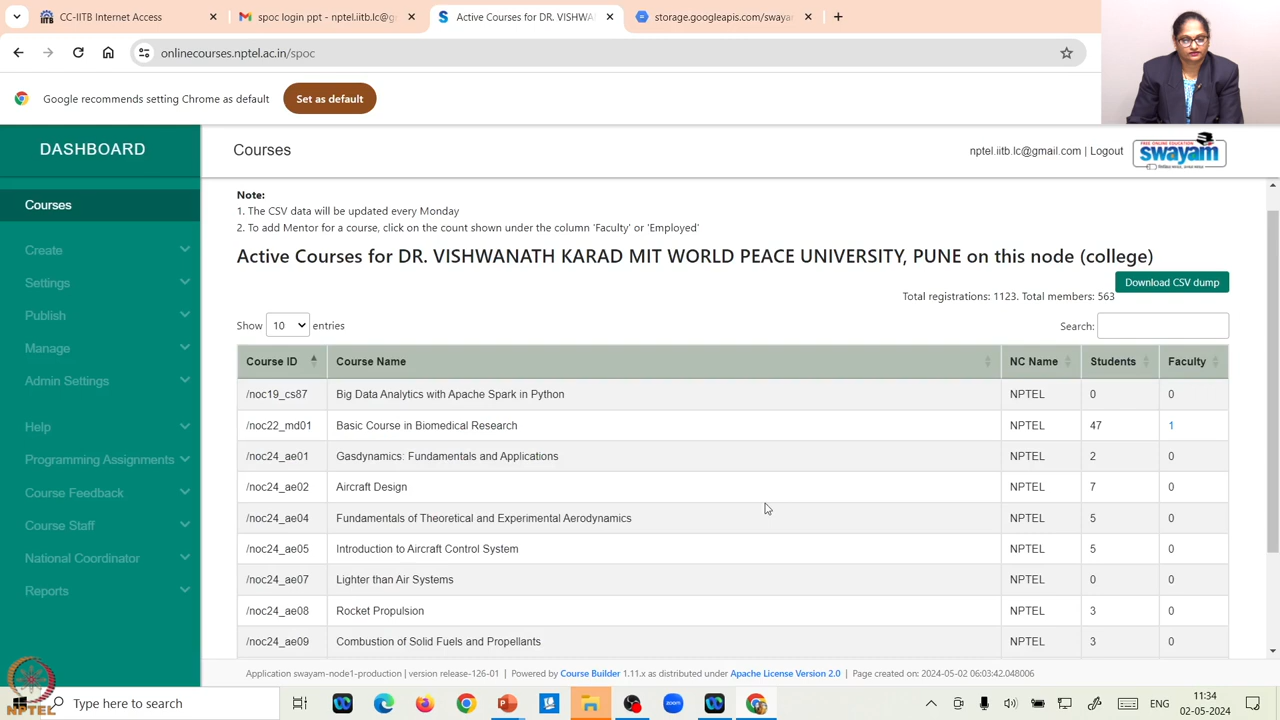 CC-IITB Internet Access
spoc login ppt - nptel.iitb.lc@g
Active Courses for DR. VISHWAN
storage.googleapis.com/swaya
onlinecourses.nptel.ac.in/spoc
Google recommends setting Chrome as default
Set as default
DASHBOARD
Courses
nptel.iitb.lc@gmail.com | Logout
FREE ONLINE EDUCATION
swayam
Courses
Create
Settings
Publish
Manage
Admin Settings
Help
Programming Assignments
Course Feedback
Course Staff
National Coordinator
Reports
Note:
1. The CSV data will be updated every Monday
2. To add Mentor for a course, click on the count shown under the column 'Faculty' or 'Employed'
Active Courses for DR. VISHWANATH KARAD MIT WORLD PEACE UNIVERSITY, PUNE on this node (college)
Download CSV dump
Total registrations: 1123. Total members: 563
Show 10 entries
Search:
Course ID Course Name NC Name Students Faculty
/noc19_cs87 Big Data Analytics with Apache Spark in Python NPTEL 0 0
/noc22_md01 Basic Course in Biomedical Research NPTEL 47 1
/noc24_ae01 Gasdynamics: Fundamentals and Applications NPTEL 2 0
/noc24_ae02 Aircraft Design NPTEL 7 0
/noc24_ae04 Fundamentals of Theoretical and Experimental Aerodynamics NPTEL 5 0
/noc24_ae05 Introduction to Aircraft Control System NPTEL 5 0
/noc24_ae07 Lighter than Air Systems NPTEL 0 0
/noc24_ae08 Rocket Propulsion NPTEL 3 0
/noc24_ae09 Combustion of Solid Fuels and Propellants NPTEL 3 0
Application swayam-node1-production | version release-126-01 | Powered by Course Builder 1.11.x as distributed under Apache License Version 2.0 | Page created on: 2024-05-02 06:03:42.048006
Type here to search
ENG
11:34
02-05-2024